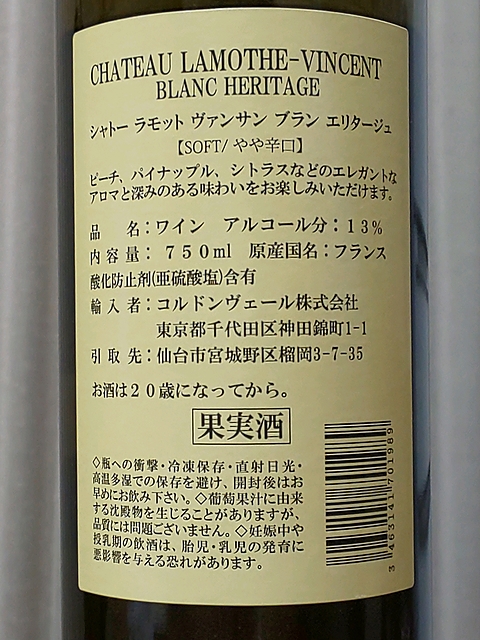 CHATEAU LAMOTHE-VINCENT
BLANC HERITAGE
シャトー ラモット ヴァンサン ブラン エリタージュ
【SOFT/ やや辛口】
ピーチ、パイナップル、シトラスなどのエレガントな
アロマと深みのある味わいをお楽しみいただけます。
品　　名：ワイン　アルコール分：１３％
内 容 量： ７５０ml　原産国名：フランス
酸化防止剤(亜硫酸塩)含有
輸 入 者：コルドンヴェール株式会社
東京都千代田区神田錦町1-1
引 取 先：仙台市宮城野区榴岡3-7-35
お酒は２０歳になってから。
果実酒
◇瓶への衝撃・冷凍保存・直射日光・
高温多湿での保存を避け、開封後はお
早めにお飲み下さい。◇葡萄果汁に由来
する沈殿物を生じることがありますが、
品質には問題ございません。◇妊娠中や
授乳期の飲酒は、胎児・乳児の発育に
悪影響を与える恐れがあります。
3 463141 701989